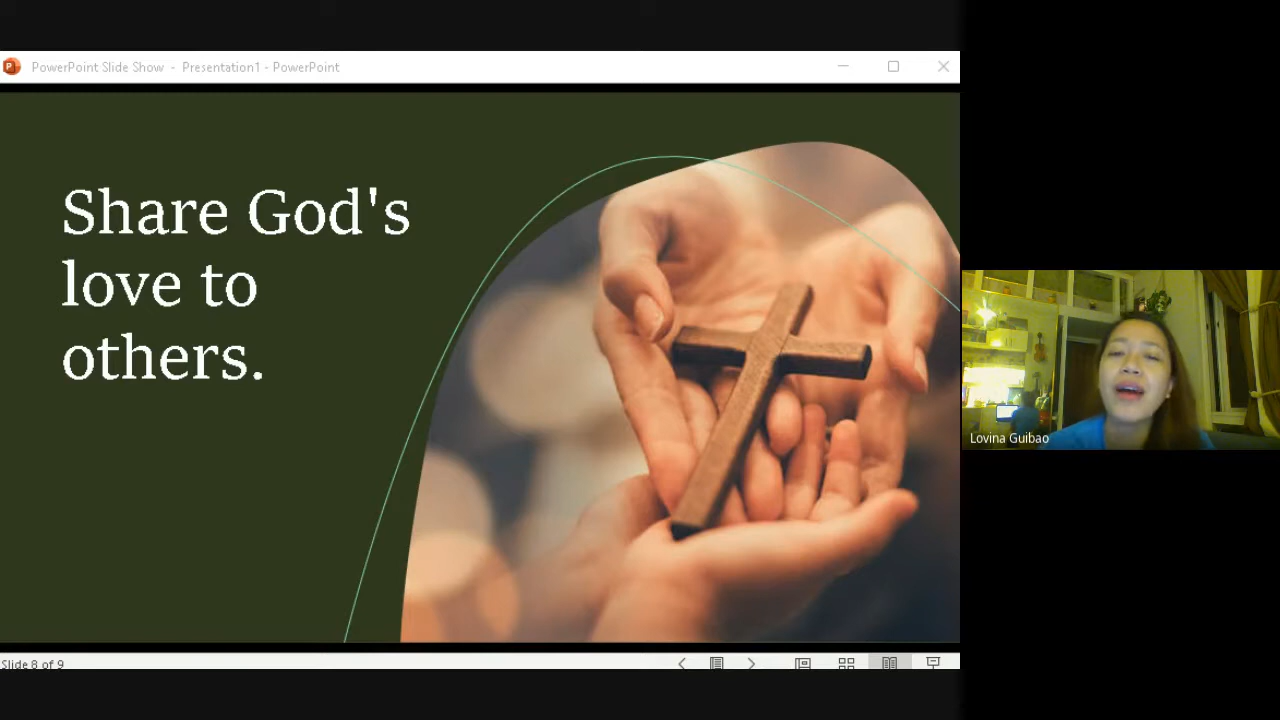 PowerPoint Slide Show - Presentation1 - PowerPoint
Share God's
love to
others.
Lovina Guibao
Slide 8 of 9